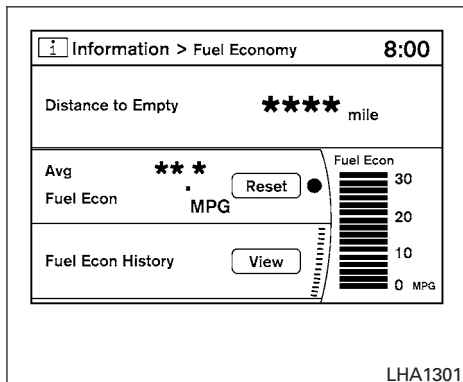 i Information > Fuel Economy 8:00
Distance to Empty **** mile
Avg Fuel Econ ** . * MPG
Reset
Fuel Econ History
View
Fuel Econ
30
20
10
0 MPG
LHA1301